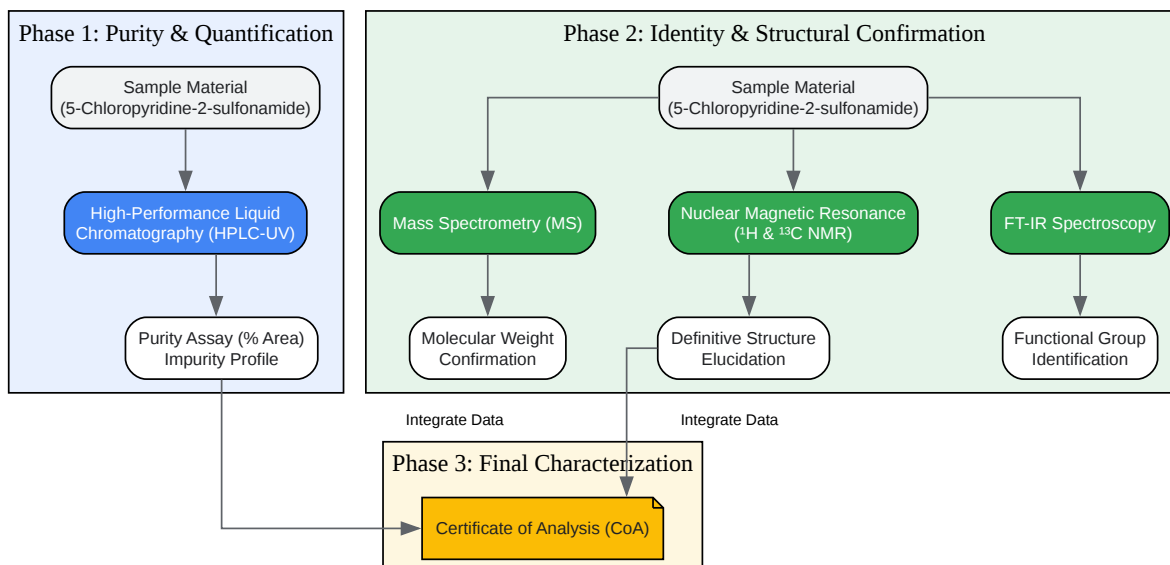 Phase 1: Purity & Quantification
Sample Material
(5-Chloropyridine-2-sulfonamide)
High-Performance Liquid
Chromatography (HPLC-UV)
Purity Assay (% Area)
Impurity Profile
Phase 2: Identity & Structural Confirmation
Sample Material
(5-Chloropyridine-2-sulfonamide)
Mass Spectrometry (MS)
Nuclear Magnetic Resonance
(¹H & ¹³C NMR)
FT-IR Spectroscopy
Molecular Weight
Confirmation
Definitive Structure
Elucidation
Functional Group
Identification
Integrate Data
Integrate Data
Phase 3: Final Characterization
Certificate of Analysis (CoA)